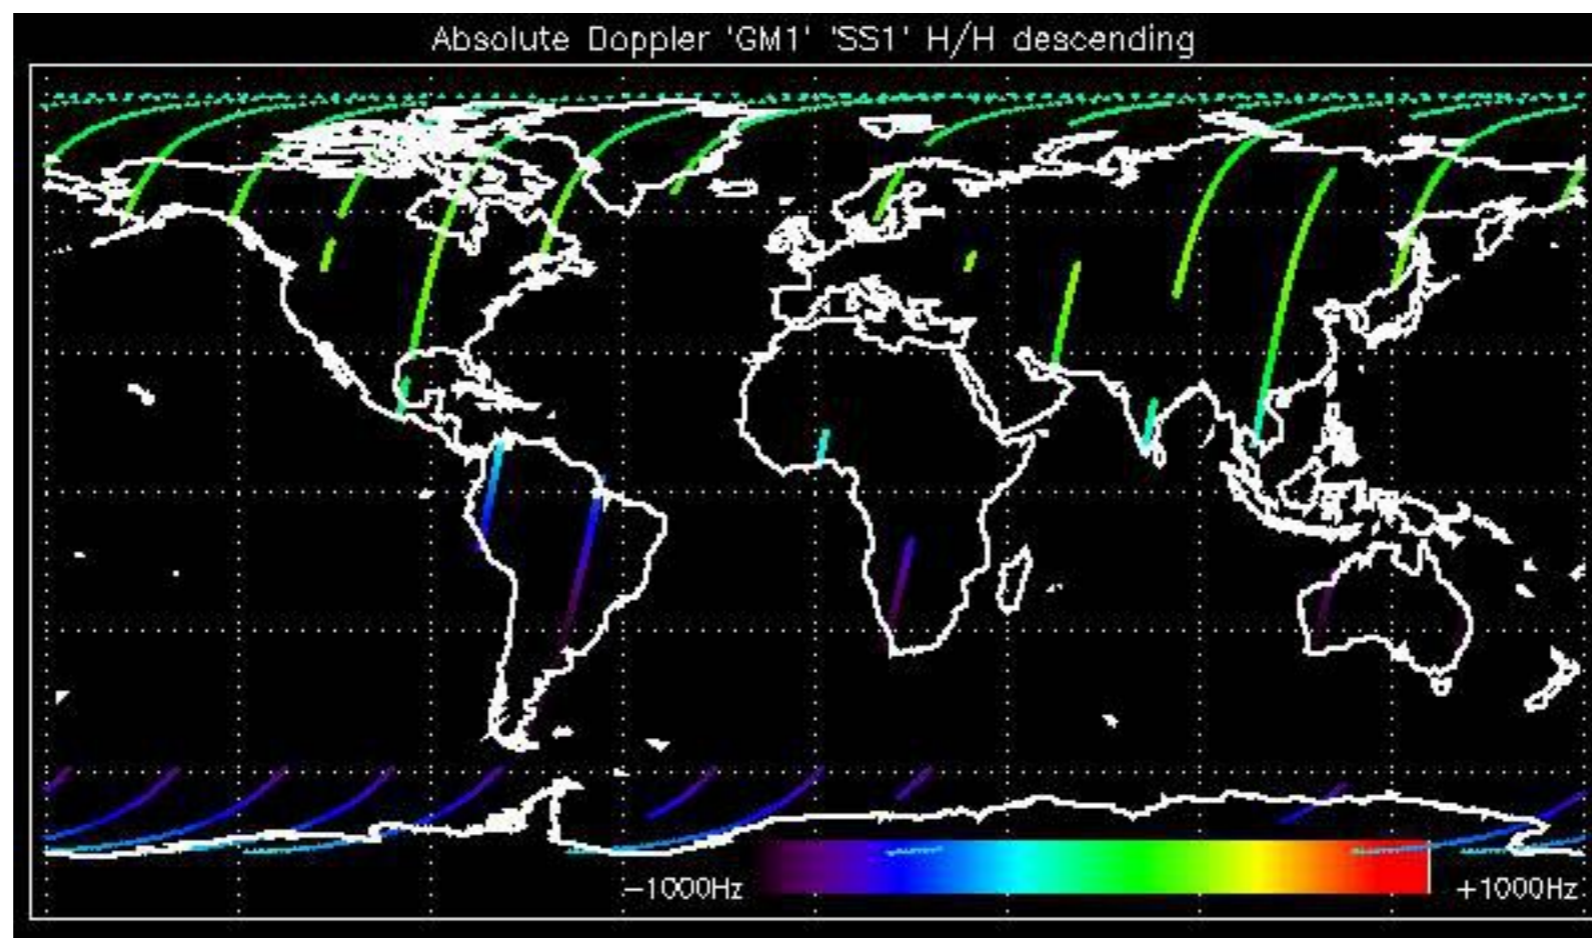 Absolute Doppler 'GM1' 'SS1' H/H descending
-1000Hz +1000Hz